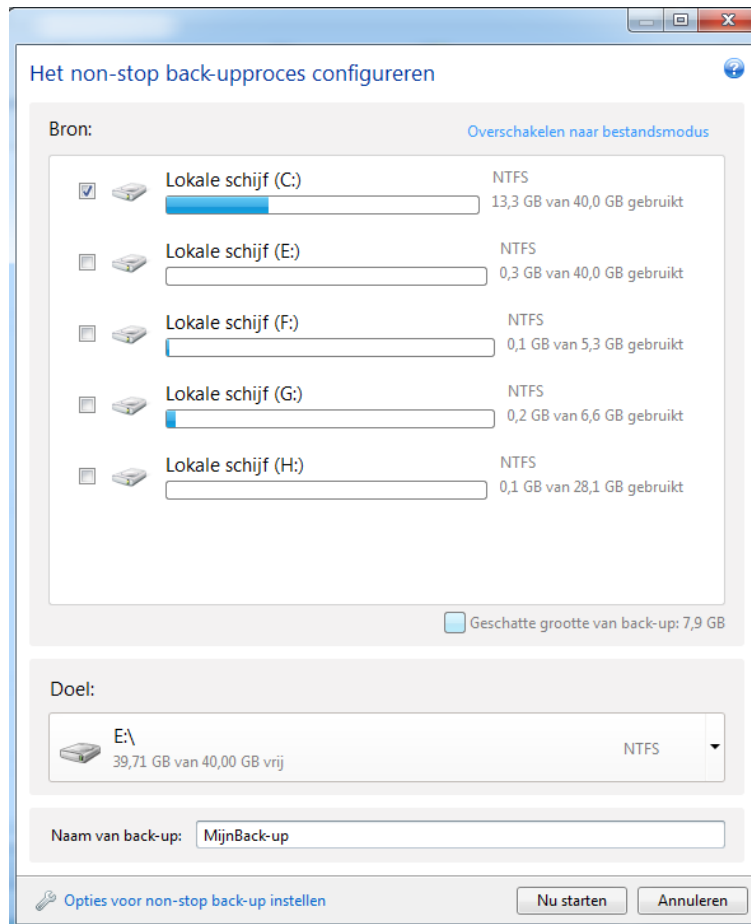 Het non-stop back-upproces configureren
Bron:
Overschakelen naar bestandsmodus
Lokale schijf (C:)
NTFS
13,3 GB van 40,0 GB gebruikt
Lokale schijf (E:)
NTFS
0,3 GB van 40,0 GB gebruikt
Lokale schijf (F:)
NTFS
0,1 GB van 5,3 GB gebruikt
Lokale schijf (G:)
NTFS
0,2 GB van 6,6 GB gebruikt
Lokale schijf (H:)
NTFS
0,1 GB van 28,1 GB gebruikt
Geschatte grootte van back-up: 7,9 GB
Doel:
E:\
39,71 GB van 40,00 GB vrij
NTFS
Naam van back-up: MijnBack-up
Opties voor non-stop back-up instellen
Nu starten
Annuleren